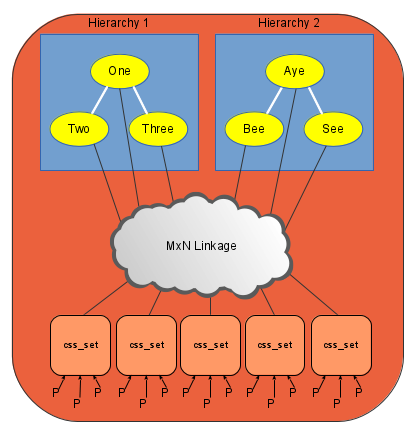 Hierarchy 1 Hierarchy 2
One Aye
Two Three Bee See
MxN Linkage
css_set css_set css_set css_set css_set
P P P P P P P P P P
P P P P P